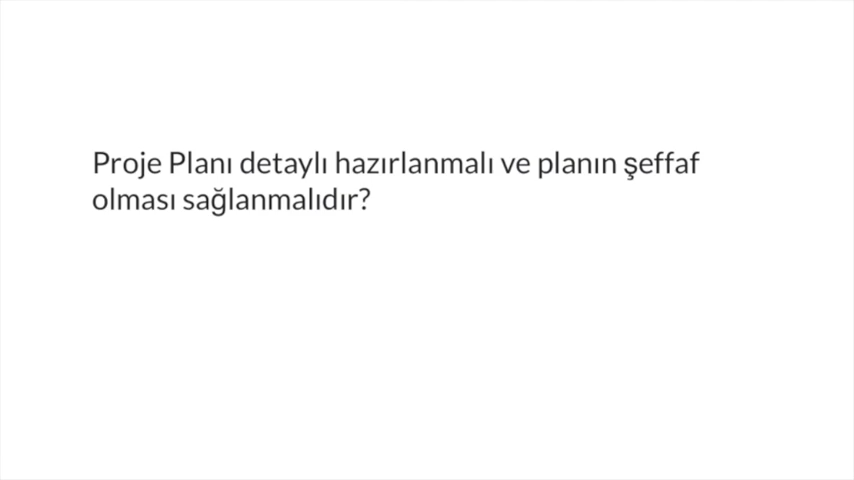 Proje Planı detaylı hazırlanmalı ve planın şeffaf
olması sağlanmalıdır?